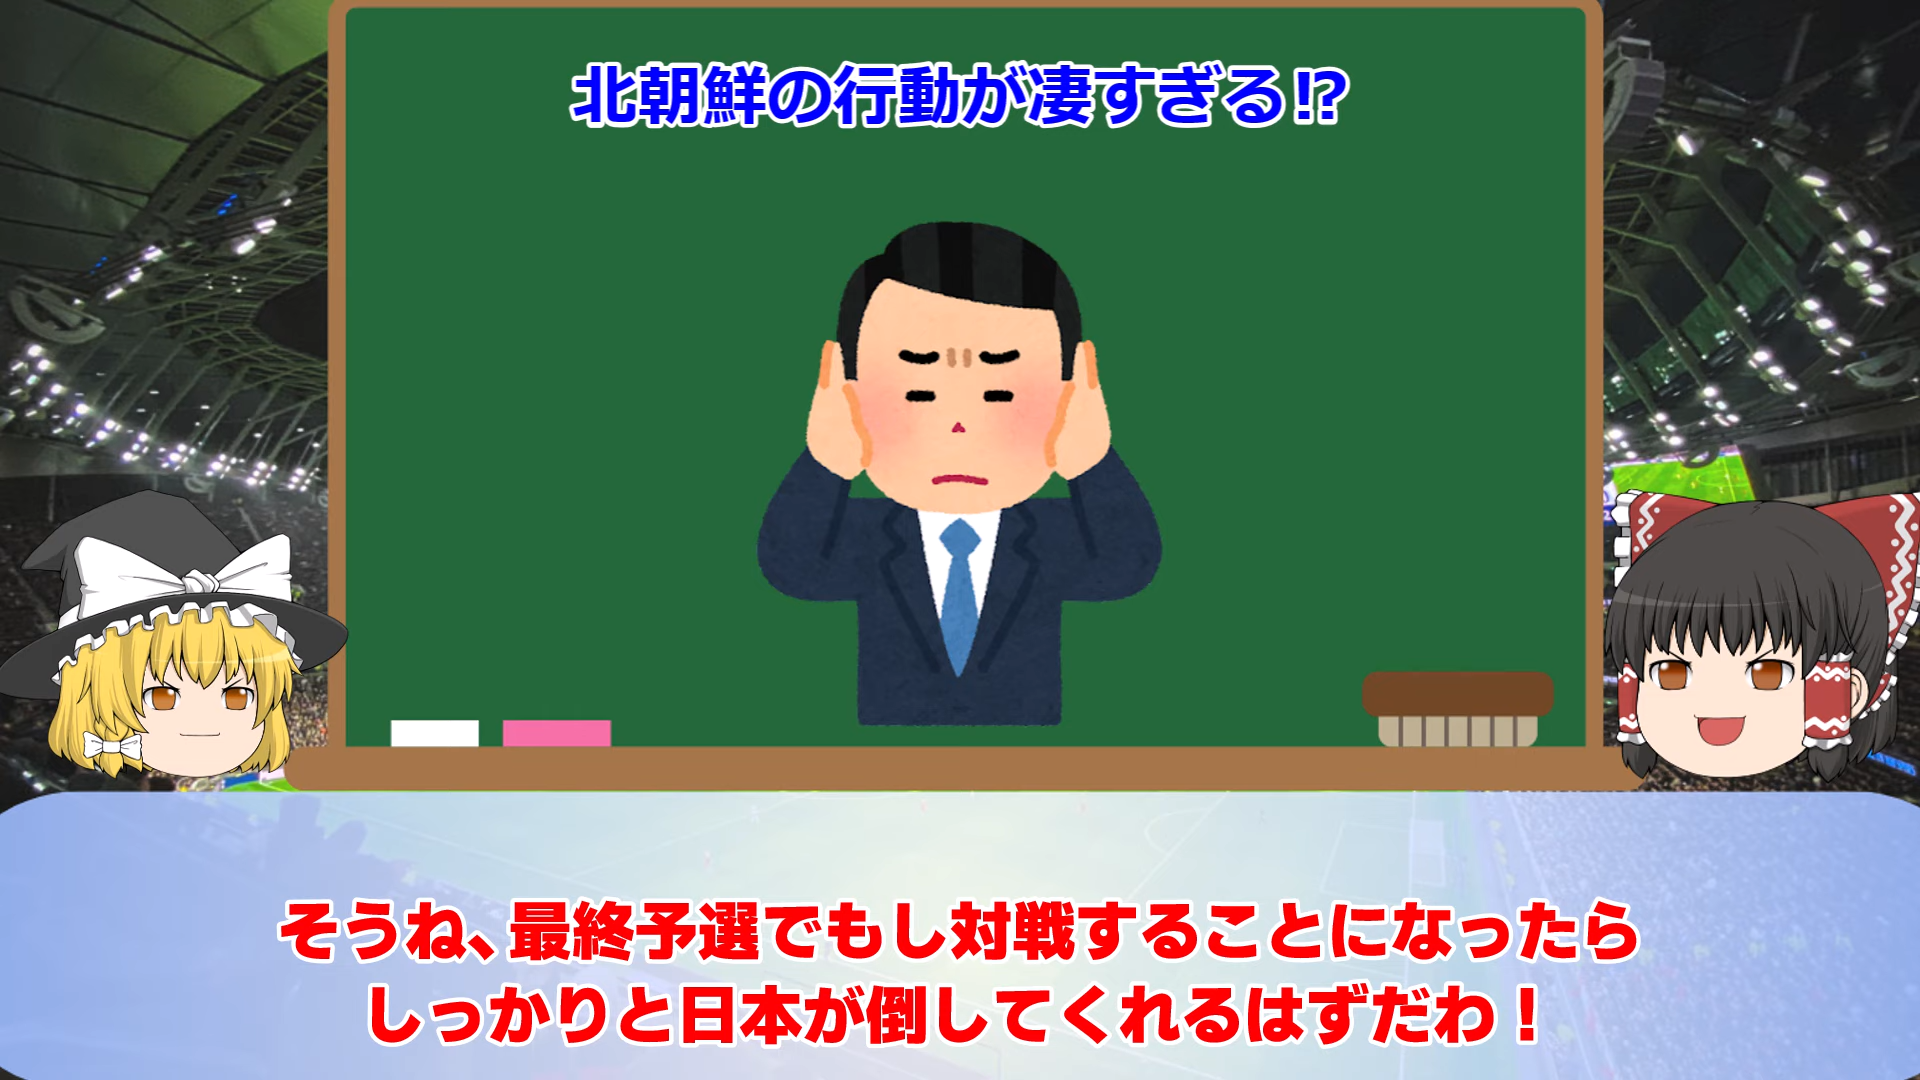 北朝鮮の行動が凄すぎる⁉
そうね、最終予選でもし対戦することになったら
しっかりと日本が倒してくれるはずだわ！